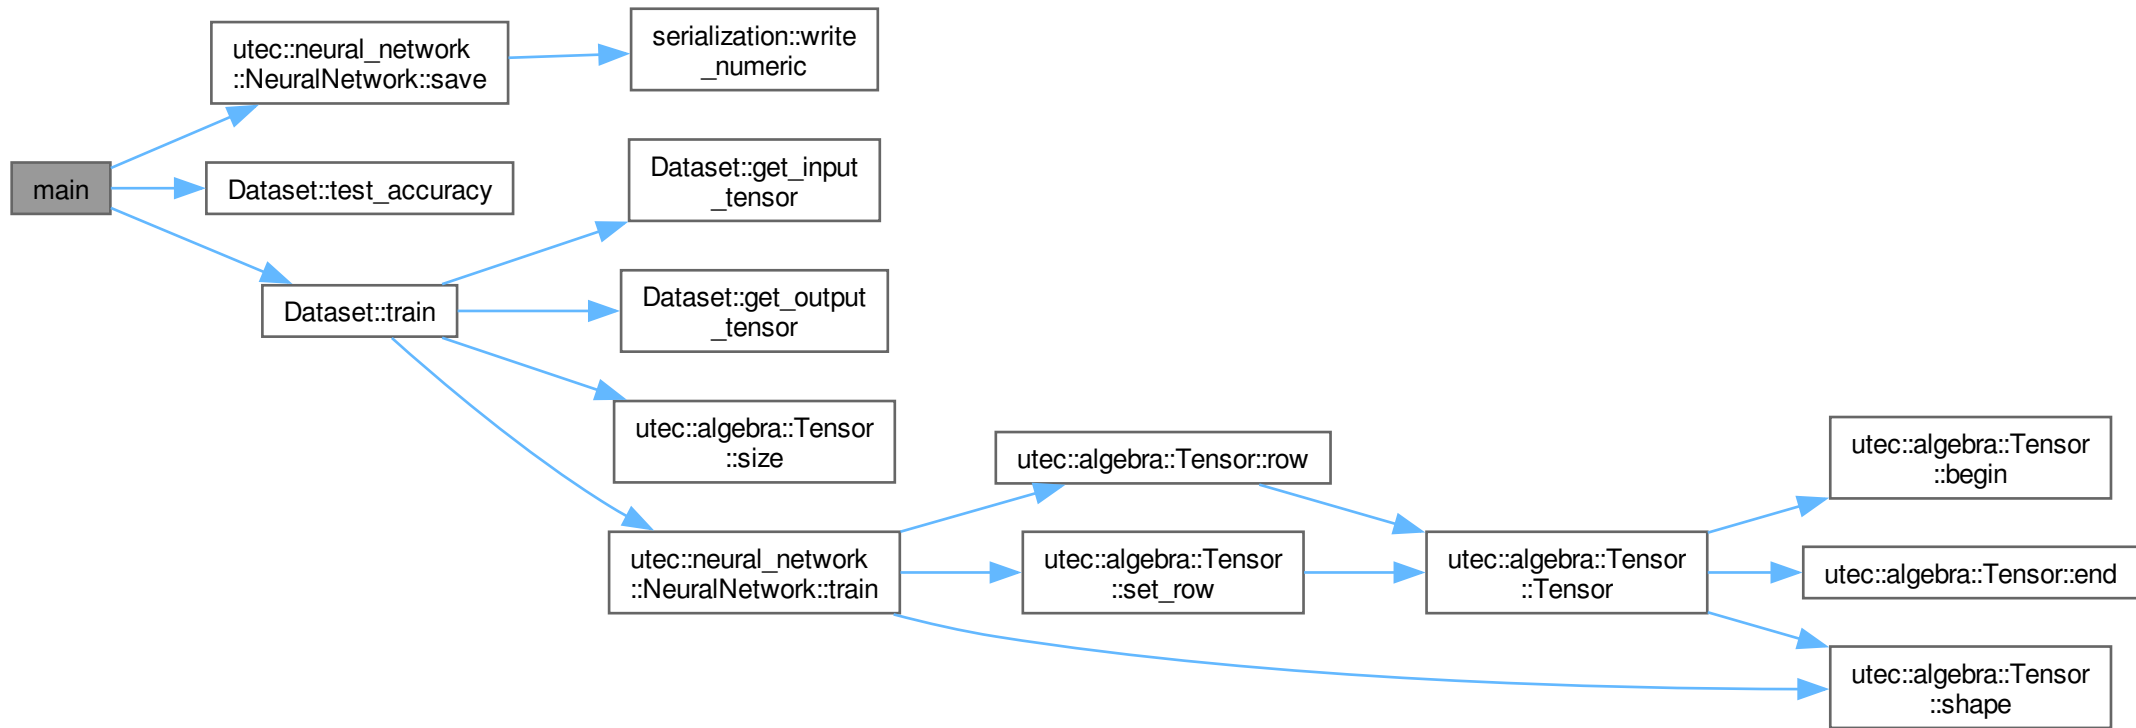 main
utec::neural_network
::NeuralNetwork::save
serialization::write
_numeric
Dataset::test_accuracy
Dataset::train
Dataset::get_input
_tensor
Dataset::get_output
_tensor
utec::algebra::Tensor
::size
utec::neural_network
::NeuralNetwork::train
utec::algebra::Tensor::row
utec::algebra::Tensor
::set_row
utec::algebra::Tensor
::Tensor
utec::algebra::Tensor
::begin
utec::algebra::Tensor::end
utec::algebra::Tensor
::shape